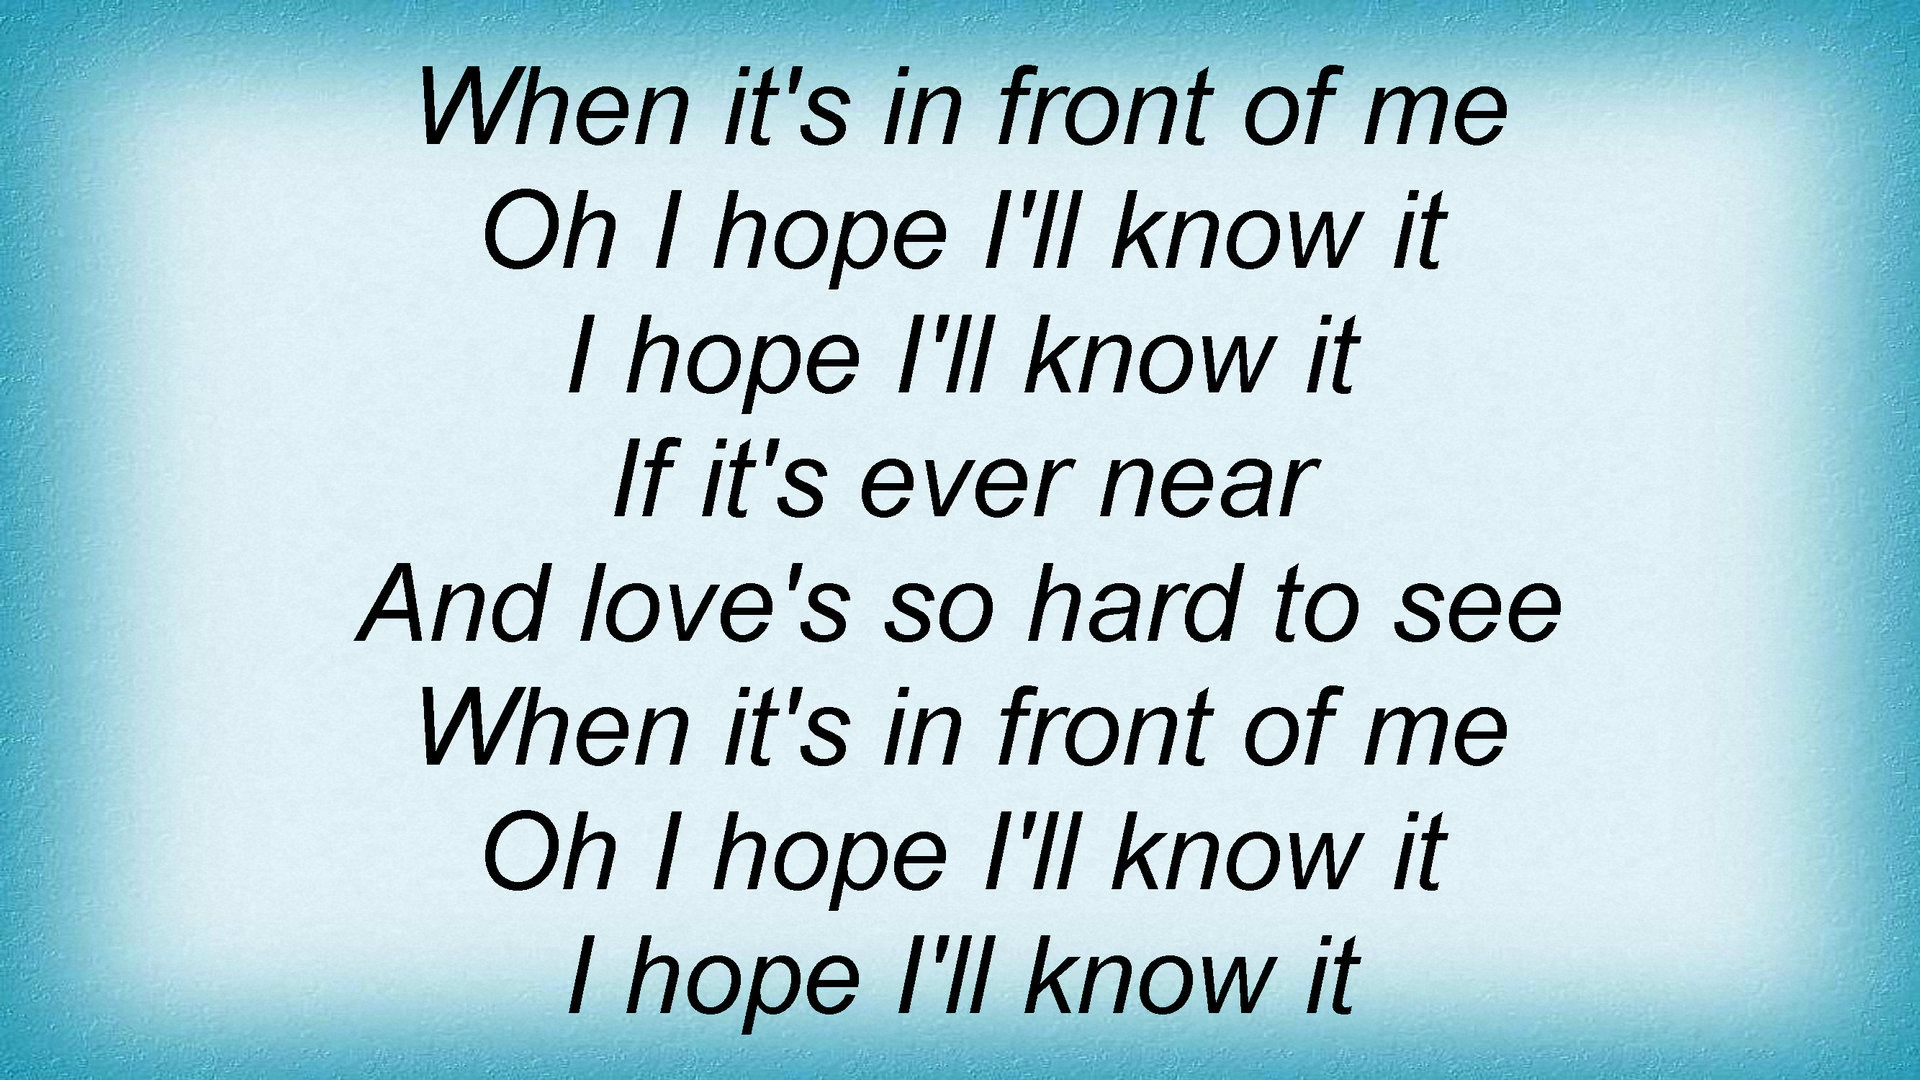 When it's in front of me
Oh I hope I'll know it
I hope I'll know it
If it's ever near
And love's so hard to see
When it's in front of me
Oh I hope I'll know it
I hope I'll know it